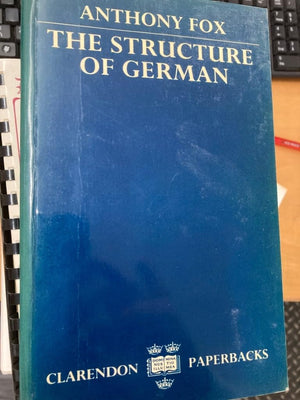 ANTHONY FOX
THE STRUCTURE
OF GERMAN
CLARENDON PAPERBACKS